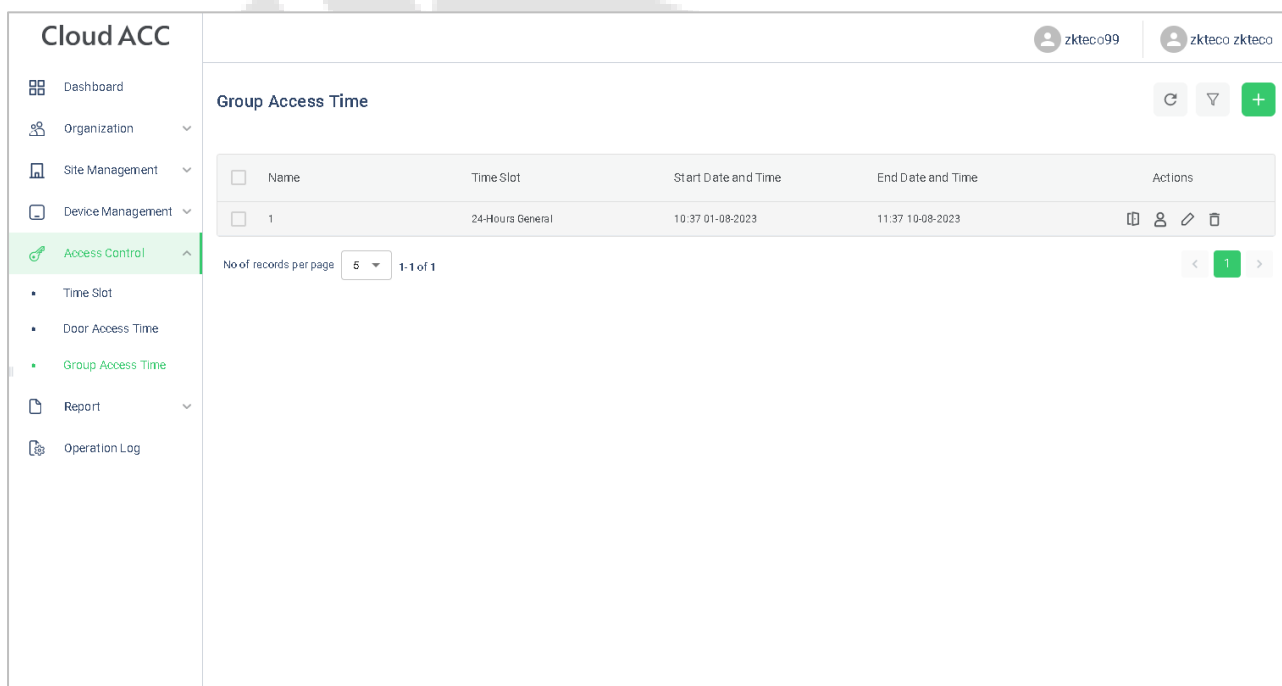 Cloud ACC
zkteco99
zkteco zkteco
Dashboard
Organization
Site Management
Device Management
Access Control
Time Slot
Door Access Time
Group Access Time
Report
Operation Log
Group Access Time
Name Time Slot Start Date and Time End Date and Time Actions
1 24-Hours General 10:37 01-08-2023 11:37 10-08-2023
No of records per page 5 1-1 of 1
< 1 >